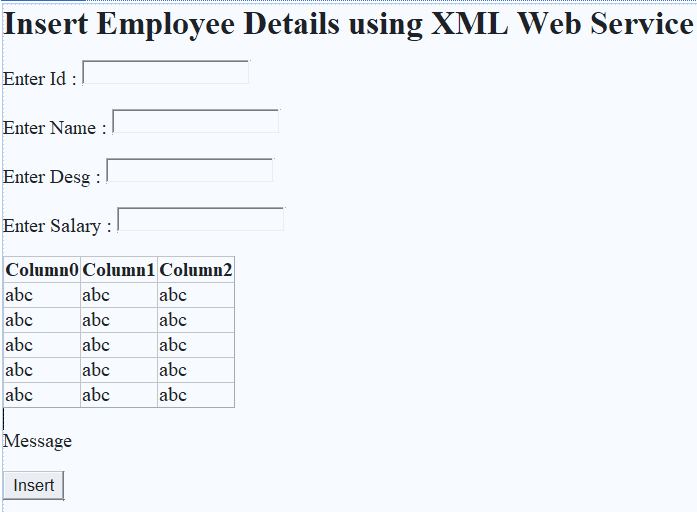 Insert Employee Details using XML Web Service
Enter Id :
Enter Name :
Enter Desg :
Enter Salary :
Column0 Column1 Column2
abc abc abc
abc abc abc
abc abc abc
abc abc abc
abc abc abc
Message
Insert